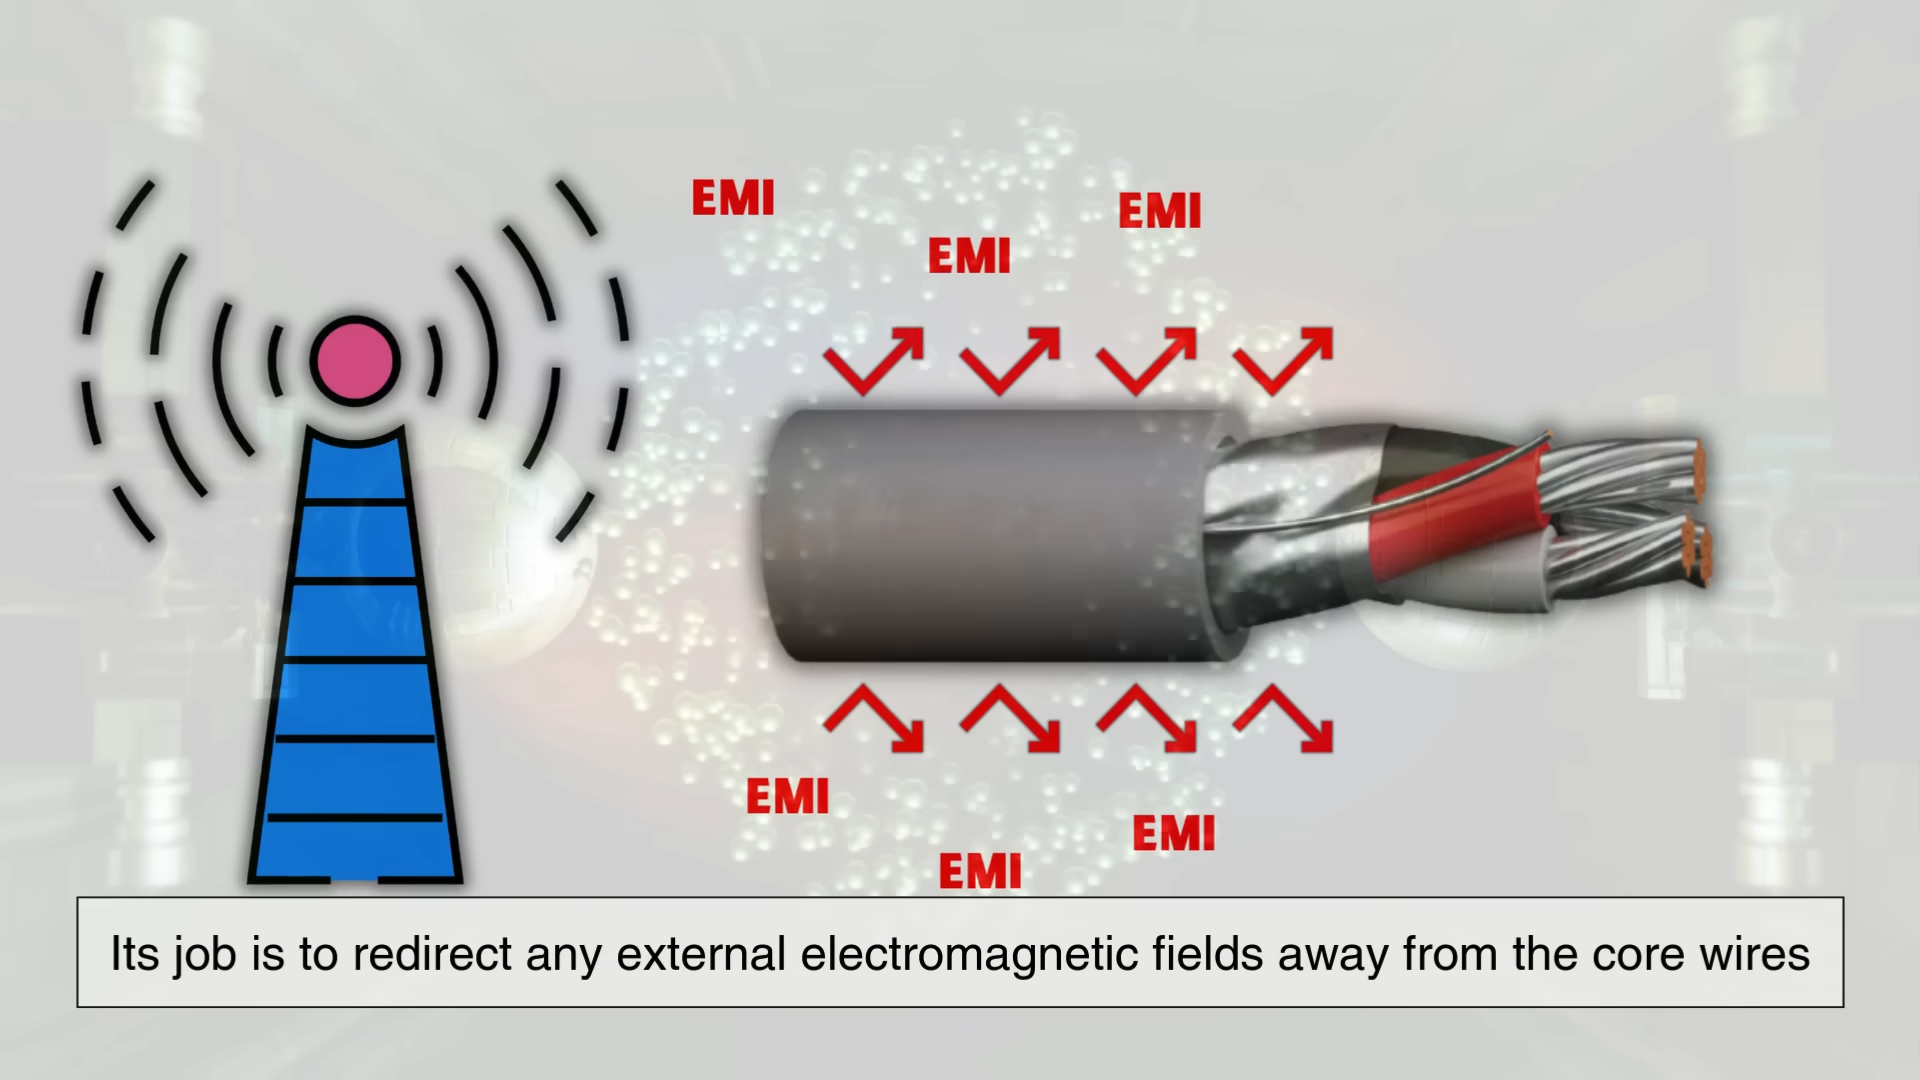 EMI
EMI
EMI
EMI
EMI
EMI
Its job is to redirect any external electromagnetic fields away from the core wires